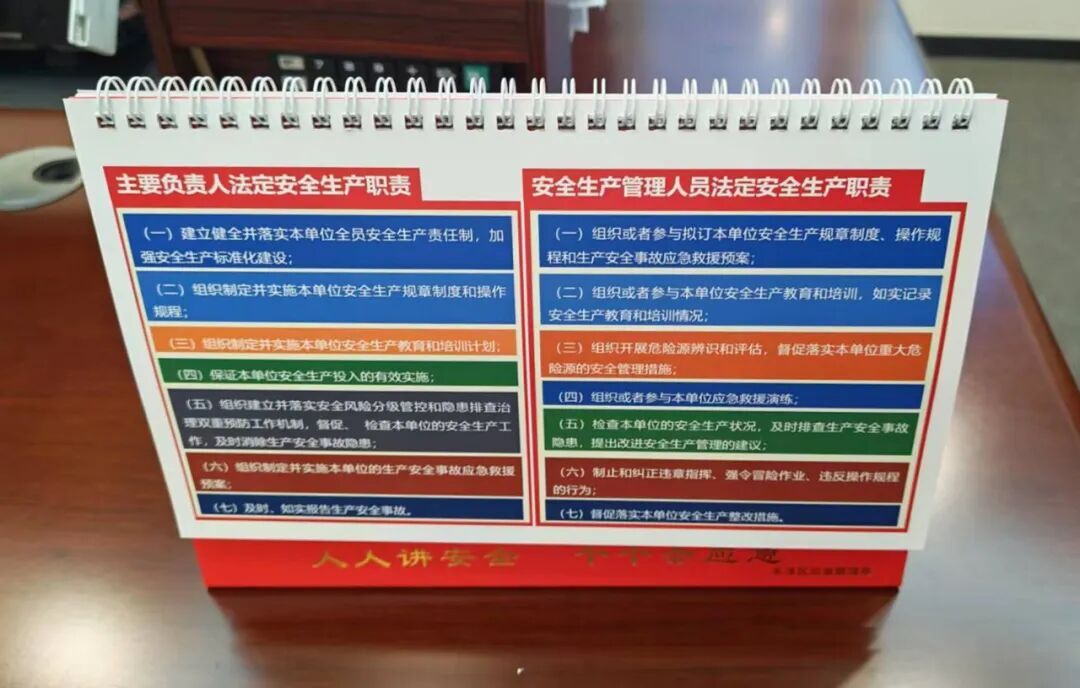 主要负责人法定安全生产职责
（一）建立健全并落实本单位全员安全生产责任制，加
强安全生产标准化建设；
（二）组织制定并实施本单位安全生产规章制度和操作
规程；
（三）组织制定并实施本单位安全生产教育和培训计划；
（四）保证本单位安全生产投入的有效实施；
（五）组织建立并落实安全风险分级管控和隐患排查治
理双重预防工作机制，督促、 检查本单位的安全生产工
作，及时消除生产安全事故隐患；
（六）组织制定并实施本单位的生产安全事故应急救援
预案；
（七）及时、如实报告生产安全事故。
安全生产管理人员法定安全生产职责
（一）组织或者参与拟订本单位安全生产规章制度、操作规
程和生产安全事故应急救援预案；
（二）组织或者参与本单位安全生产教育和培训，如实记录
安全生产教育和培训情况；
（三）组织开展危险源辨识和评估，督促落实本单位重大危
险源的安全管理措施；
（四）组织或者参与本单位应急救援演练；
（五）检查本单位的安全生产状况，及时排查生产安全事故
隐患，提出改进安全生产管理的建议；
（六）制止和纠正违章指挥、强令冒险作业、违反操作规程
的行为；
（七）督促落实本单位安全生产整改措施。
人人讲安全 个个会应急